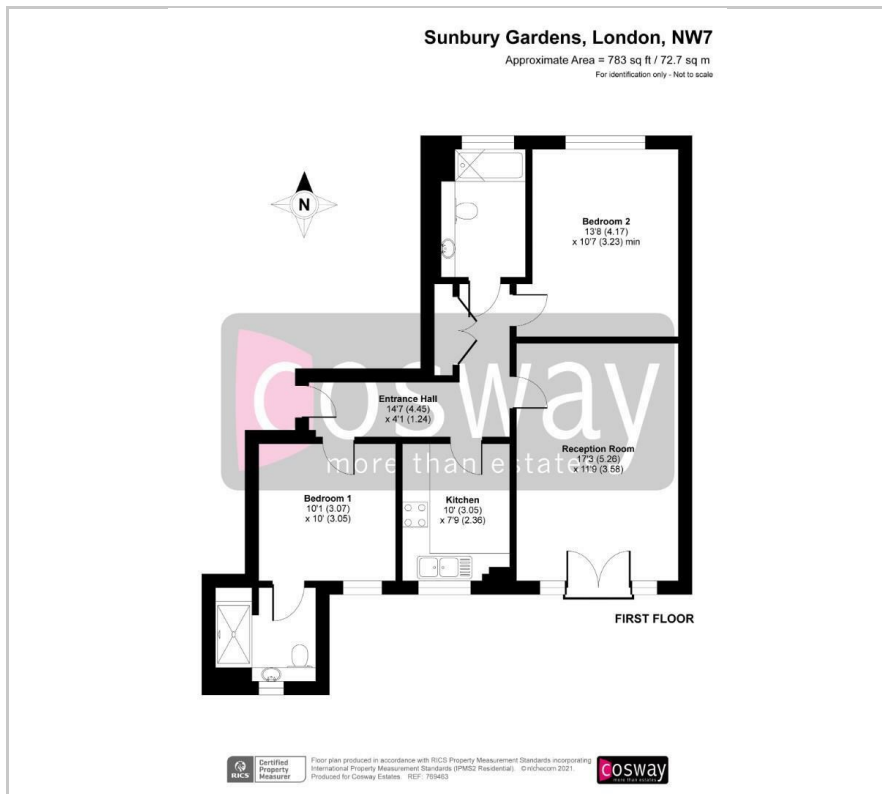 Sunbury Gardens, London, NW7
Approximate Area = 783 sq ft / 72.7 sq m
For identification only - Not to scale
N
Bedroom 2
13'8 (4.17)
x 10'7 (3.23) min
cosway
more than estates
Entrance Hall
14'7 (4.45)
x 4'1 (1.24)
Reception Room
17'3 (5.26)
x 11'9 (3.58)
Bedroom 1
10'1 (3.07)
x 10' (3.05)
Kitchen
10' (3.05)
x 7'9 (2.36)
FIRST FLOOR
RICS
Certified
Property
Measurer
Floor plan produced in accordance with RICS Property Measurement Standards incorporating
International Property Measurement Standards (IPMS2 Residential). ©nichecom 2021.
Produced for Cosway Estates. REF: 769463
cosway
more than estates